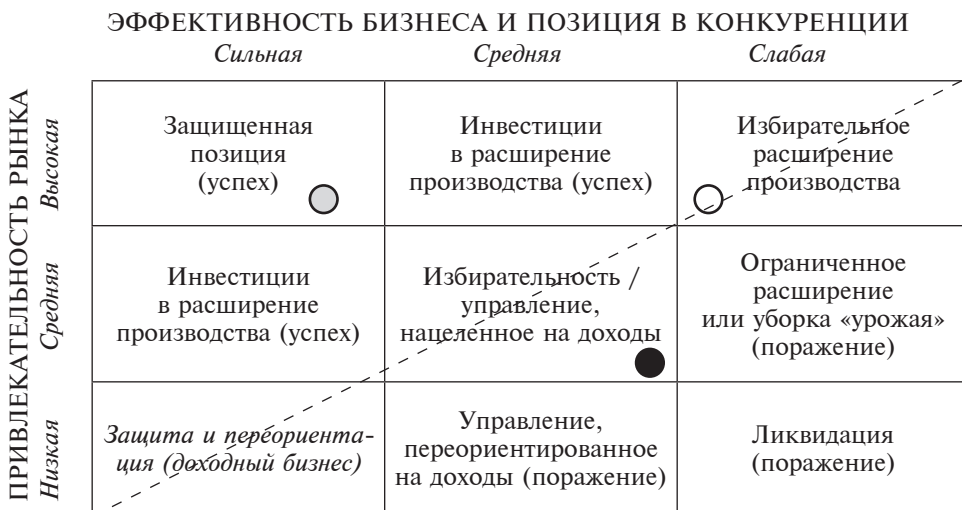 ЭФФЕКТИВНОСТЬ БИЗНЕСА И ПОЗИЦИЯ В КОНКУРЕНЦИИ
Сильная
Средняя
Слабая
ПРИВЛЕКАТЕЛЬНОСТЬ РЫНКА
Высокая
Защищенная
позиция
(успех)
Инвестиции
в расширение
производства (успех)
Избирательное
расширение
производства
Средняя
Инвестиции
в расширение
производства (успех)
Избирательность /
управление,
нацеленное на доходы
Ограниченное
расширение
или уборка «урожая»
(поражение)
Низкая
Защита и переориента-
ция (доходный бизнес)
Управление,
переориентированное
на доходы (поражение)
Ликвидация
(поражение)